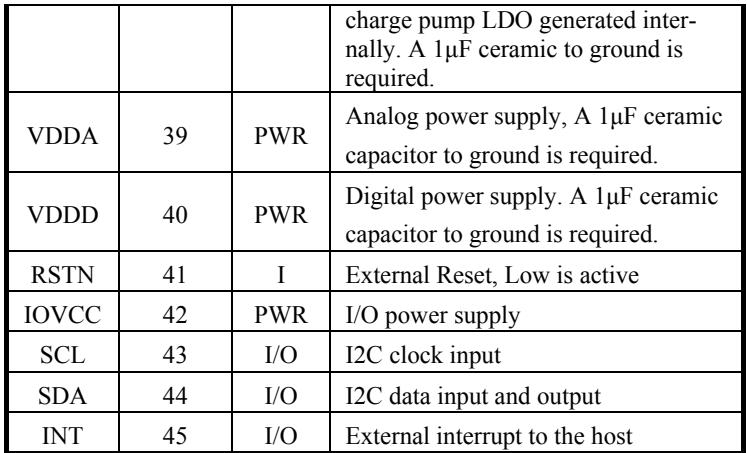 charge pump LDO generated inter-
nally. A 1μF ceramic to ground is
required.
VDDA 39 PWR Analog power supply, A 1μF ceramic
capacitor to ground is required.
VDDD 40 PWR Digital power supply. A 1μF ceramic
capacitor to ground is required.
RSTN 41 I External Reset, Low is active
IOVCC 42 PWR I/O power supply
SCL 43 I/O I2C clock input
SDA 44 I/O I2C data input and output
INT 45 I/O External interrupt to the host